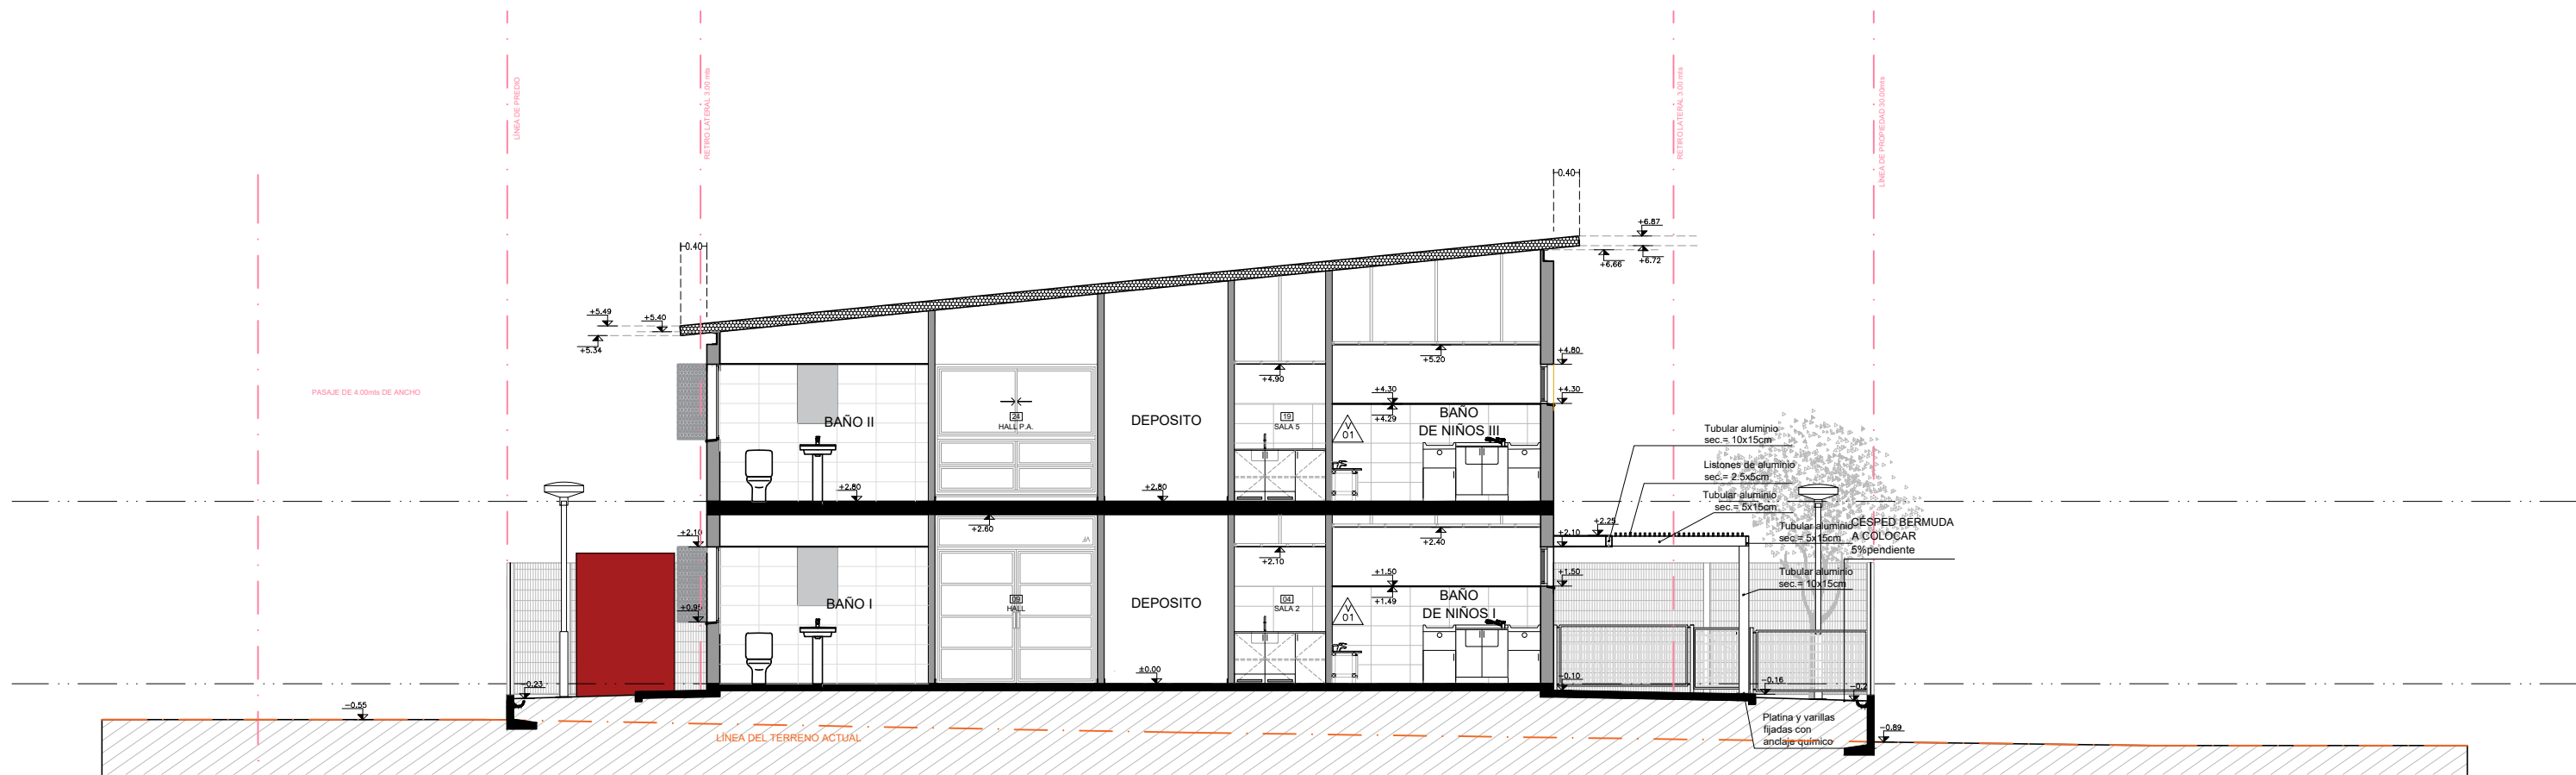 LÍNEA DE PREDIO
RETIRO LATERAL 3.00 mts
RETIRO LATERAL 3.00 mts
LÍNEA DE PROPIEDAD 30.00mts
0.40
+6.87
+6.72
+6.66
0.40
+5.49
+5.40
+5.34
+5.20
+4.90
+4.80
+4.30
+4.30
+4.29
PASAJE DE 4.00mts DE ANCHO
BAÑO II
24
HALL P.A.
DEPOSITO
19
SALA 5
V
01
BAÑO
DE NIÑOS III
+2.80
+2.80
Tubular aluminio
sec.= 10x15cm
Listones de aluminio
sec.= 2.5x5cm
Tubular aluminio
sec.= 5x15cm
Tubular aluminio
sec.= 5x15cm
CÉSPED BERMUDA
A COLOCAR
5%pendiente
Tubular aluminio
sec.= 10x15cm
+2.60
+2.40
+2.25
+2.10
+2.10
+2.10
+1.50
+1.50
+1.49
+0.95
BAÑO I
09
HALL
DEPOSITO
04
SALA 2
V
01
BAÑO
DE NIÑOS I
±0.00
-0.10
-0.16
-0.23
-0.55
-0.89
LÍNEA DEL TERRENO ACTUAL
Platina y varillas
fijadas con
anclaje químico